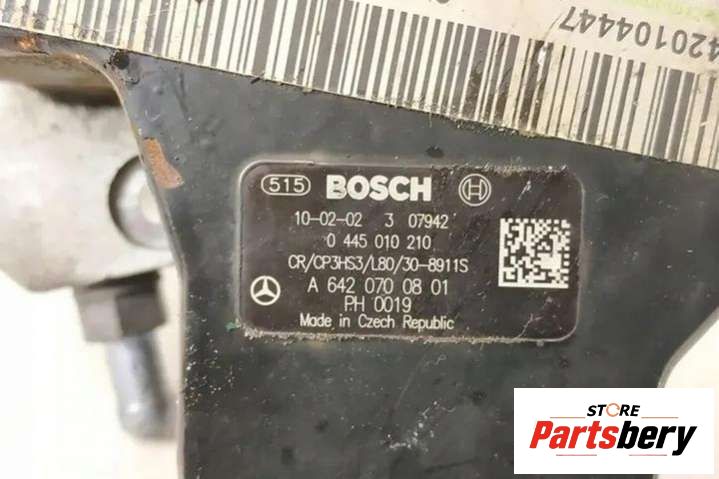 420104447
515 BOSCH
10-02-02 3 07942
0 445 010 210
CR/CP3HS3/L80/30-8911S
A 642 070 08 01
PH 0019
Made in Czech Republic
STORE
Partsbery